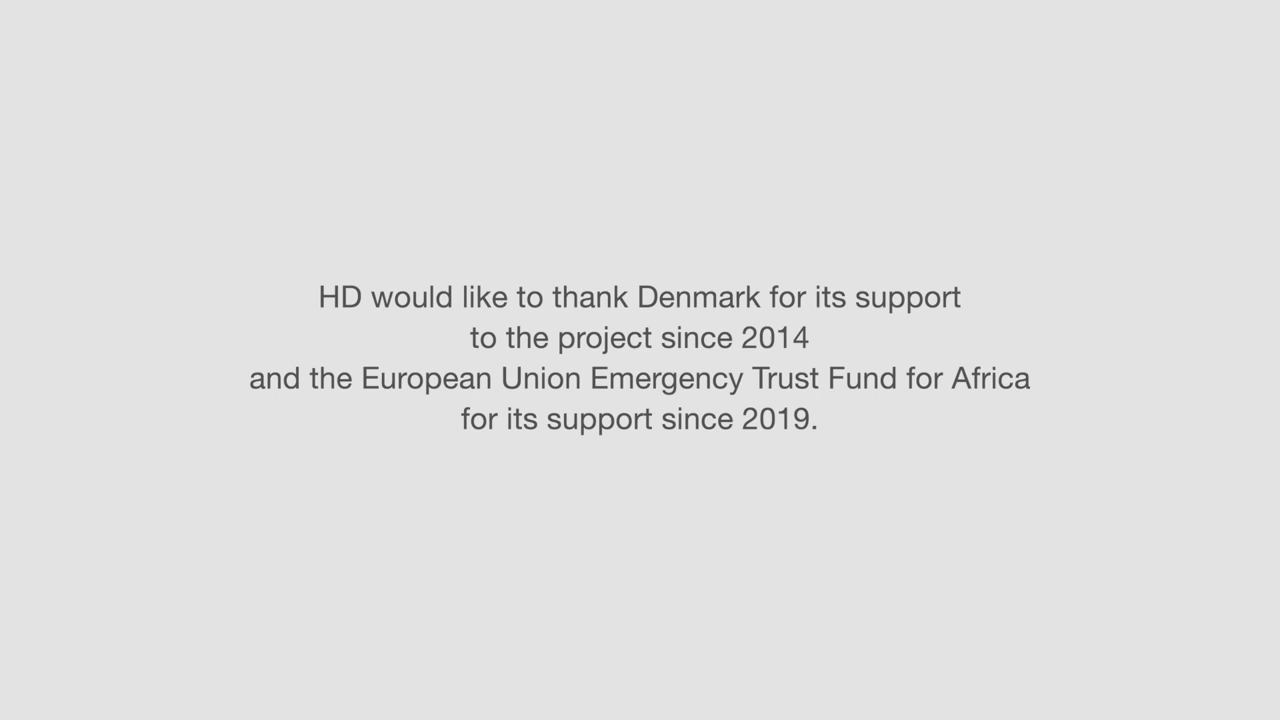 HD would like to thank Denmark for its support
to the project since 2014
and the European Union Emergency Trust Fund for Africa
for its support since 2019.